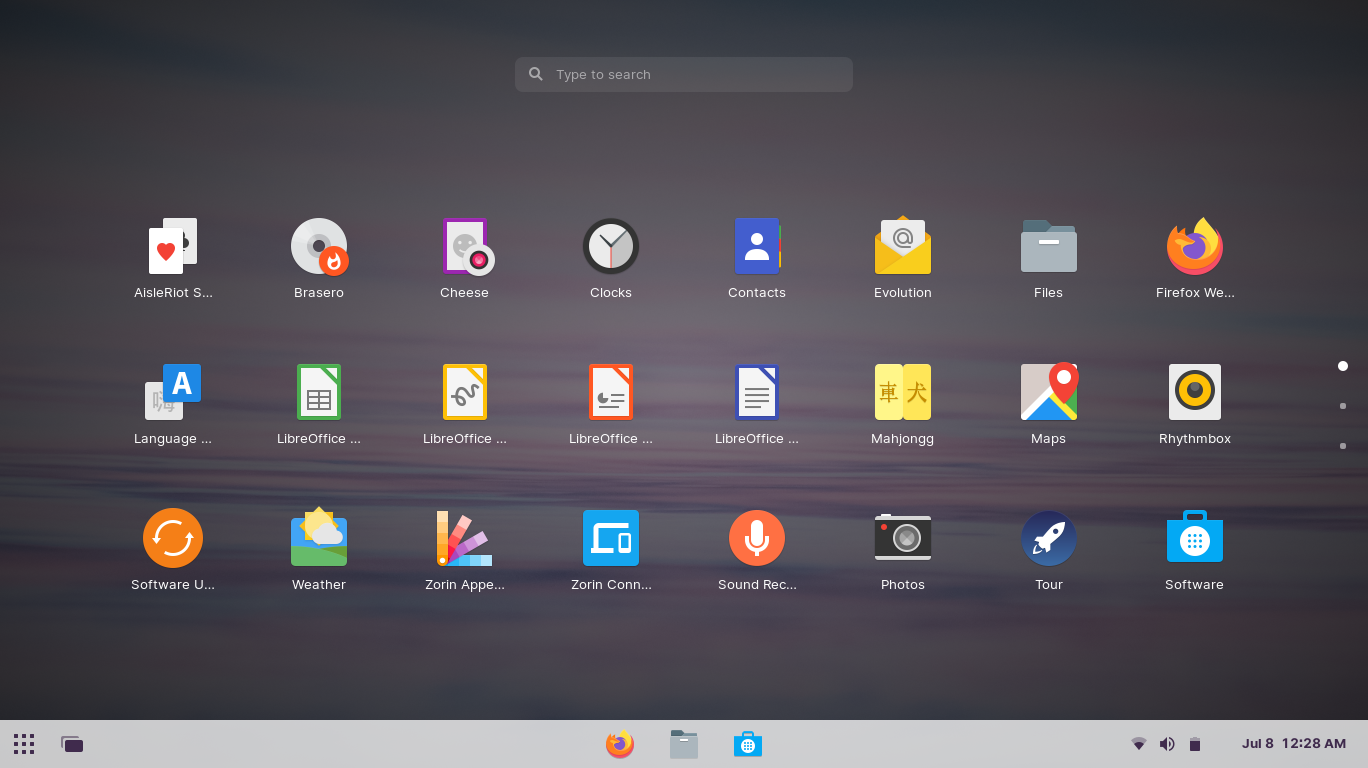 Type to search
AisleRiot S...
Brasero
Cheese
Clocks
Contacts
Evolution
Files
Firefox We...
Language ...
LibreOffice ...
LibreOffice ...
LibreOffice ...
LibreOffice ...
Mahjongg
Maps
Rhythmbox
Software U...
Weather
Zorin Appe...
Zorin Conn...
Sound Rec...
Photos
Tour
Software
Jul 8 12:28 AM